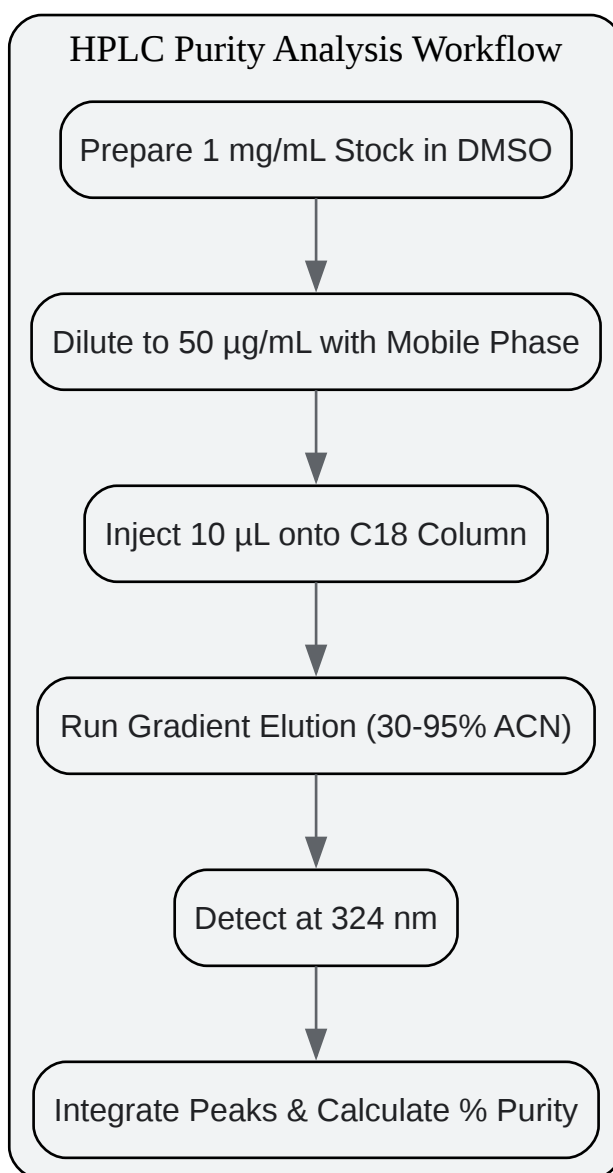 HPLC Purity Analysis Workflow
Prepare 1 mg/mL Stock in DMSO
Dilute to 50 µg/mL with Mobile Phase
Inject 10 µL onto C18 Column
Run Gradient Elution (30-95% ACN)
Detect at 324 nm
Integrate Peaks & Calculate % Purity